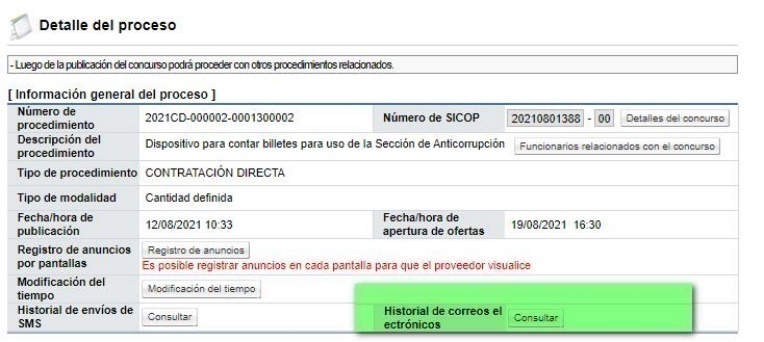 Detalle del proceso
- Luego de la publicación del concurso podrá proceder con otros procedimientos relacionados.
[ Información general del proceso ]
Número de procedimiento 2021CD-000002-0001300002 Número de SICOP 20210801388 - 00 Detalles del concurso
Descripción del procedimiento Dispositivo para contar billetes para uso de la Sección de Anticorrupción Funcionarios relacionados con el concurso
Tipo de procedimiento CONTRATACIÓN DIRECTA
Tipo de modalidad Cantidad definida
Fecha/hora de publicación 12/08/2021 10:33 Fecha/hora de apertura de ofertas 19/08/2021 16:30
Registro de anuncios por pantallas Registro de anuncios
Es posible registrar anuncios en cada pantalla para que el proveedor visualice
Modificación del tiempo Modificación del tiempo
Historial de envíos de SMS Consultar Historial de correos el ectrónicos Consultar